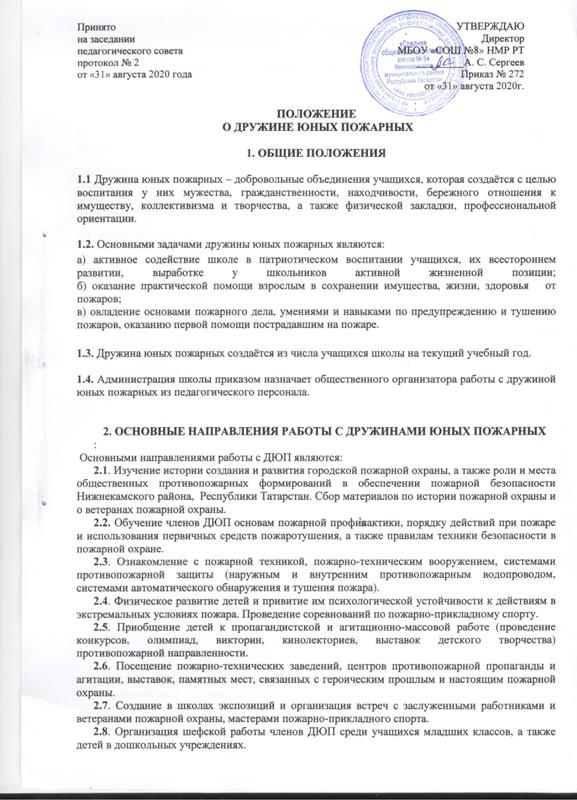 Принято
на заседании
педагогического совета
протокол № 2
от «31» августа 2020 года
УТВЕРЖДАЮ
Директор
МБОУ «СОШ №8» НМР РТ
А. С. Сергеев
Приказ № 272
от «31» августа 2020г.
«Средняя
школа № 8»
муниципального района
Республики Татарстан
ПОЛОЖЕНИЕ
О ДРУЖИНЕ ЮНЫХ ПОЖАРНЫХ
1. ОБЩИЕ ПОЛОЖЕНИЯ
1.1 Дружина юных пожарных – добровольные объединения учащихся, которая создаётся с целью
воспитания у них мужества, гражданственности, находчивости, бережного отношения к
имуществу, коллективизма и творчества, а также физической закладки, профессиональной
ориентации.
1.2. Основными задачами дружины юных пожарных являются:
а) активное содействие школе в патриотическом воспитании учащихся, их всестороннем
развитии, выработке у школьников активной жизненной позиции;
б) оказание практической помощи взрослым в сохранении имущества, жизни, здоровья от
пожаров;
в) овладение основами пожарного дела, умениями и навыками по предупреждению и тушению
пожаров, оказанию первой помощи пострадавшим на пожаре.
1.3. Дружина юных пожарных создаётся из числа учащихся школы на текущий учебный год.
1.4. Администрация школы приказом назначает общественного организатора работы с дружиной
юных пожарных из педагогического персонала.
2. ОСНОВНЫЕ НАПРАВЛЕНИЯ РАБОТЫ С ДРУЖИНАМИ ЮНЫХ ПОЖАРНЫХ
:
Основными направлениями работы с ДЮП являются:
2.1. Изучение истории создания и развития городской пожарной охраны, а также роли и места
общественных противопожарных формирований в обеспечении пожарной безопасности
Нижнекамского района, Республики Татарстан. Сбор материалов по истории пожарной охраны и
о ветеранах пожарной охраны.
2.2. Обучение членов ДЮП основам пожарной профилактики, порядку действий при пожаре
и использования первичных средств пожаротушения, а также правилам техники безопасности в
пожарной охране.
2.3. Ознакомление с пожарной техникой, пожарно-техническим вооружением, системами
противопожарной защиты (наружным и внутренним противопожарным водопроводом,
системами автоматического обнаружения и тушения пожара).
2.4. Физическое развитие детей и привитие им психологической устойчивости к действиям в
экстремальных условиях пожара. Проведение соревнований по пожарно-прикладному спорту.
2.5. Приобщение детей к пропагандистской и агитационно-массовой работе (проведение
конкурсов, олимпиад, викторин, кинолекториев, выставок детского творчества)
противопожарной направленности.
2.6. Посещение пожарно-технических заведений, центров противопожарной пропаганды и
агитации, выставок, памятных мест, связанных с героическим прошлым и настоящим пожарной
охраны.
2.7. Создание в школах экспозиций и организация встреч с заслуженными работниками и
ветеранами пожарной охраны, мастерами пожарно-прикладного спорта.
2.8. Организация шефской работы членов ДЮП среди учащихся младших классов, а также
детей в дошкольных учреждениях.